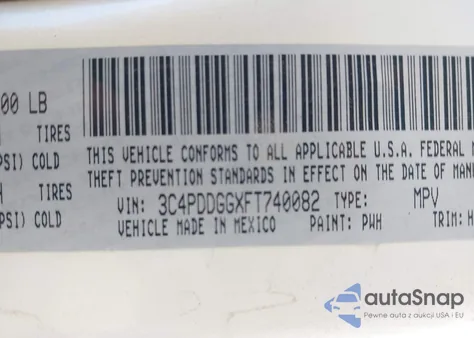 00 LB
TIRES
PSI) COLD
THIS VEHICLE CONFORMS TO ALL APPLICABLE U.S.A. FEDERAL
THEFT PREVENTION STANDARDS IN EFFECT ON THE DATE OF MAN
TIRES
VIN: 3C4PDDGGXFT740082 TYPE: MPV
PSI) COLD
VEHICLE MADE IN MEXICO PAINT: PWH TRIM: H
autoSnap
Pewne auta z aukcji USA i EU